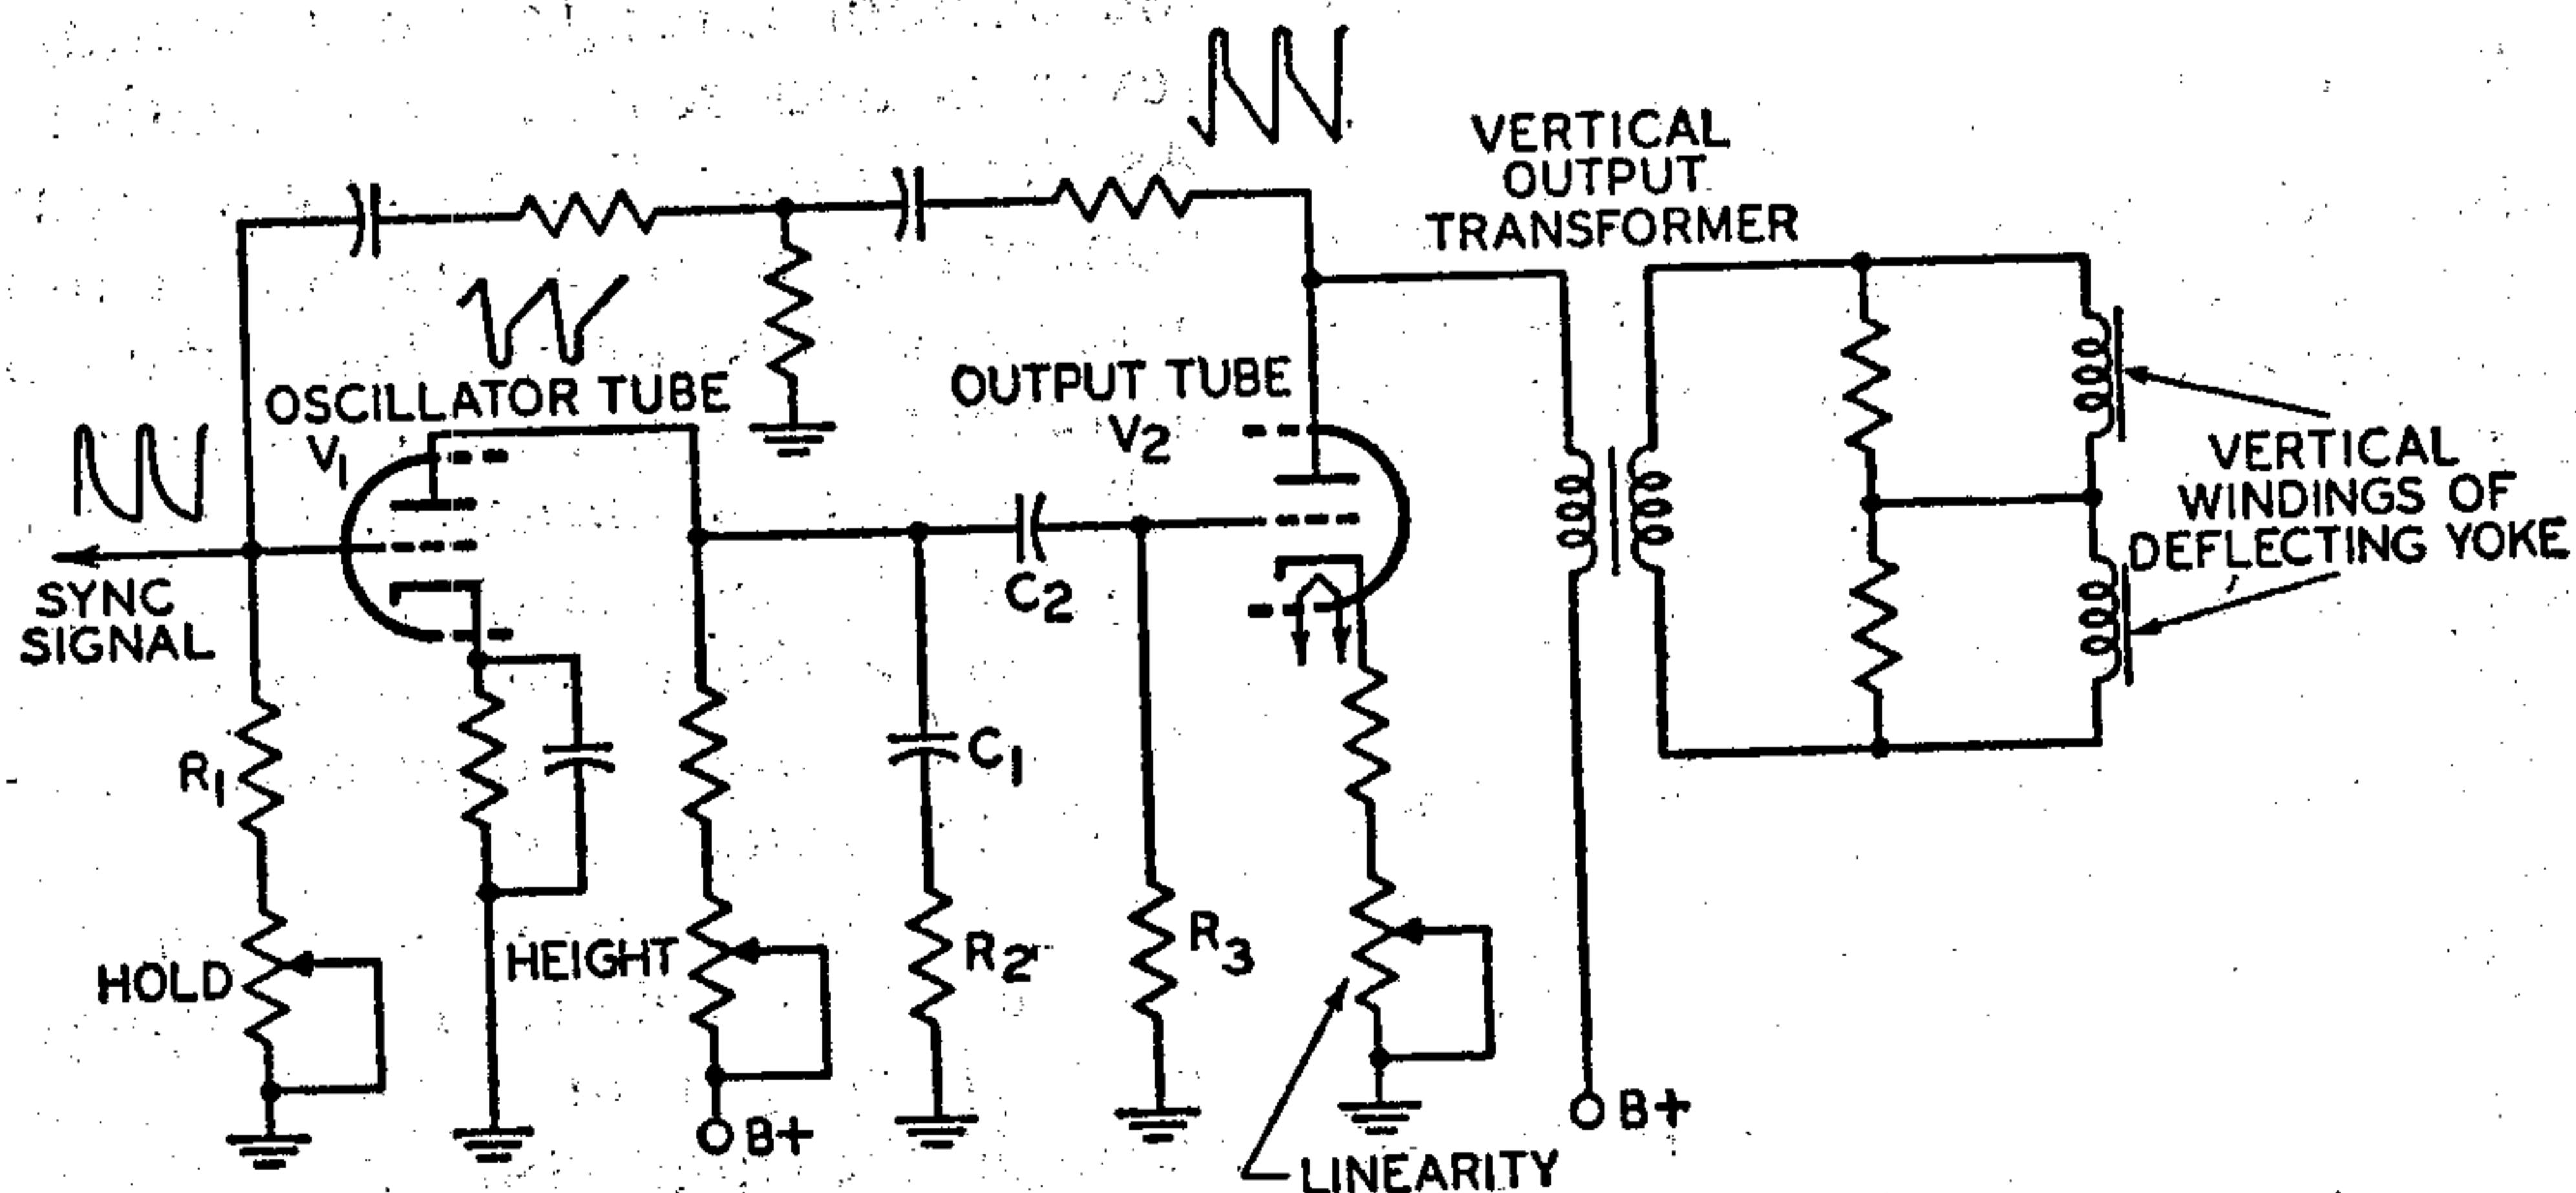 VERTICAL
OUTPUT
TRANSFORMER
OSCILLATOR TUBE
V1
OUTPUT TUBE
V2
VERTICAL
WINDINGS OF
DEFLECTING YOKE
SYNC
SIGNAL
C2
R1
C1
HOLD
HEIGHT
R2
R3
B+
B+
LINEARITY